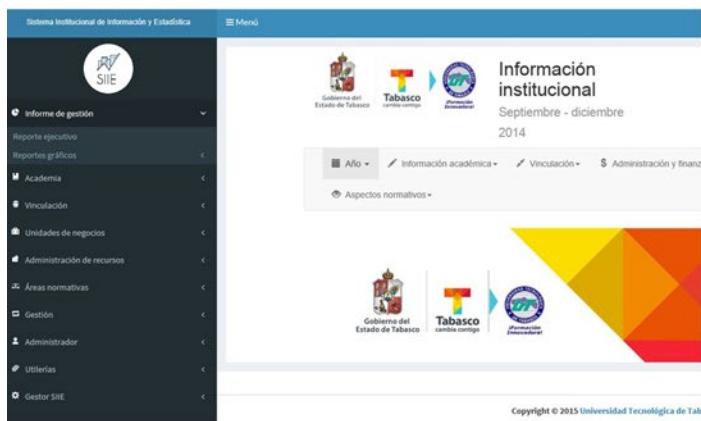 Sistema Institucional de Información y Estadística
Menú
SIIE
Informe de gestión
Reporte ejecutivo
Reportes gráficos
Academia
Vinculación
Unidades de negocios
Administración de recursos
Áreas normativas
Gestión
Administrador
Utilerías
Gestor SIIE
Gobierno del
Estado de Tabasco
Tabasco
cambia contigo
¡Formación
Innovadora!
Información
institucional
Septiembre - diciembre
2014
Año
Información académica
Vinculación
$ Administración y finanz
Aspectos normativos
Gobierno del
Estado de Tabasco
Tabasco
cambia contigo
¡Formación
Innovadora!
Copyright © 2015 Universidad Tecnológica de Tab